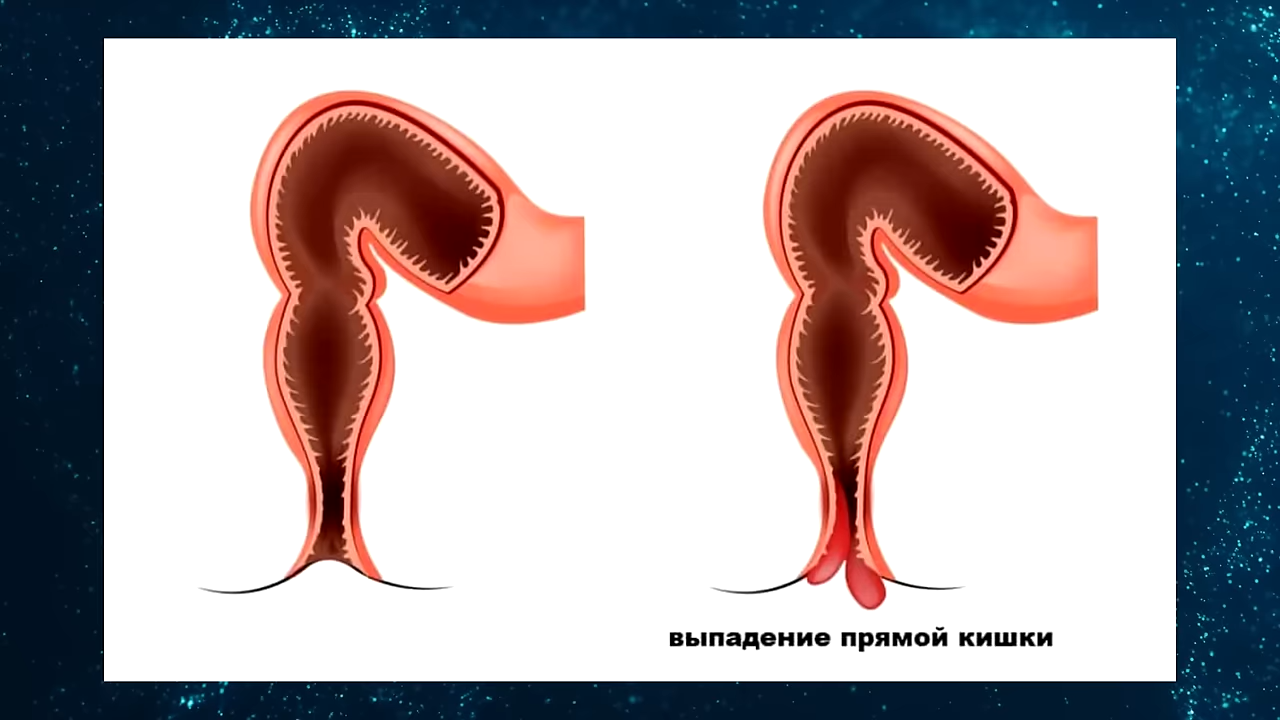 выпадение прямой кишки